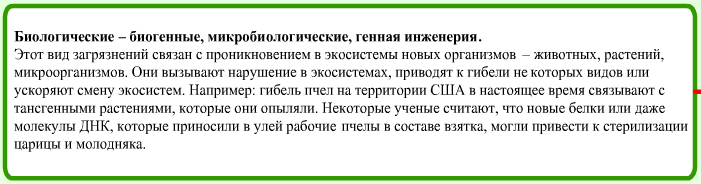 Биологические – биогенные, микробиологические, генная инженерия.
Этот вид загрязнений связан с проникновением в экосистемы новых организмов – животных, растений,
микроорганизмов. Они вызывают нарушение в экосистемах, приводят к гибели не которых видов или
ускоряют смену экосистем. Например: гибель пчел на территории США в настоящее время связывают с
тансгенными растениями, которые они опыляли. Некоторые ученые считают, что новые белки или даже
молекулы ДНК, которые приносили в улей рабочие пчелы в составе взятка, могли привести к стерилизации
царицы и молодняка.